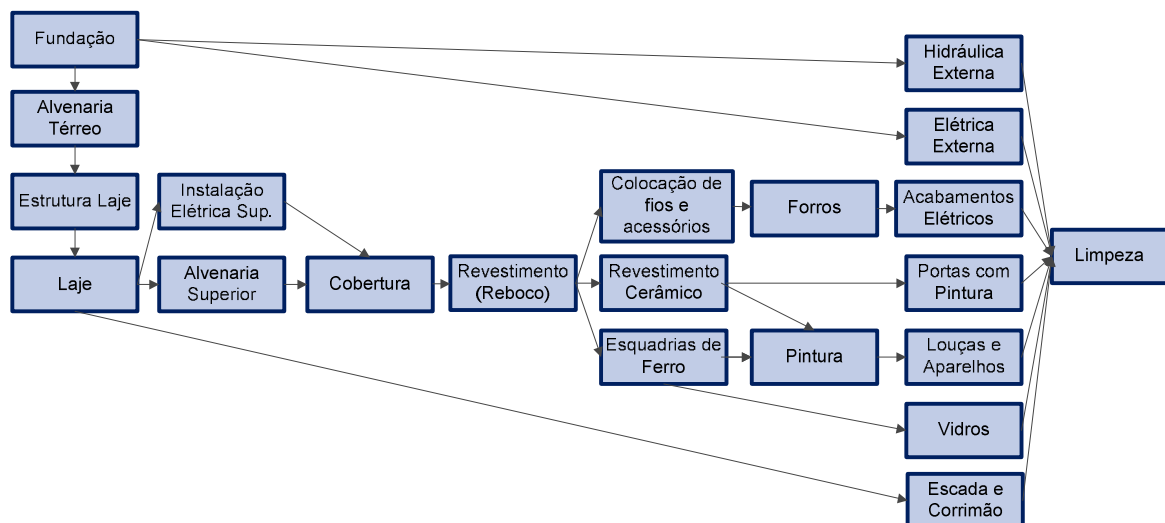 Fundação
Hidráulica
Externa
Alvenaria
Térreo
Elétrica
Externa
Estrutura Laje
Instalação
Elétrica Sup.
Colocação de
fios e
acessórios
Forros
Acabamentos
Elétricos
Laje
Alvenaria
Superior
Cobertura
Revestimento
(Reboco)
Revestimento
Cerâmico
Portas com
Pintura
Limpeza
Esquadrias de
Ferro
Pintura
Louças e
Aparelhos
Vidros
Escada e
Corrimão